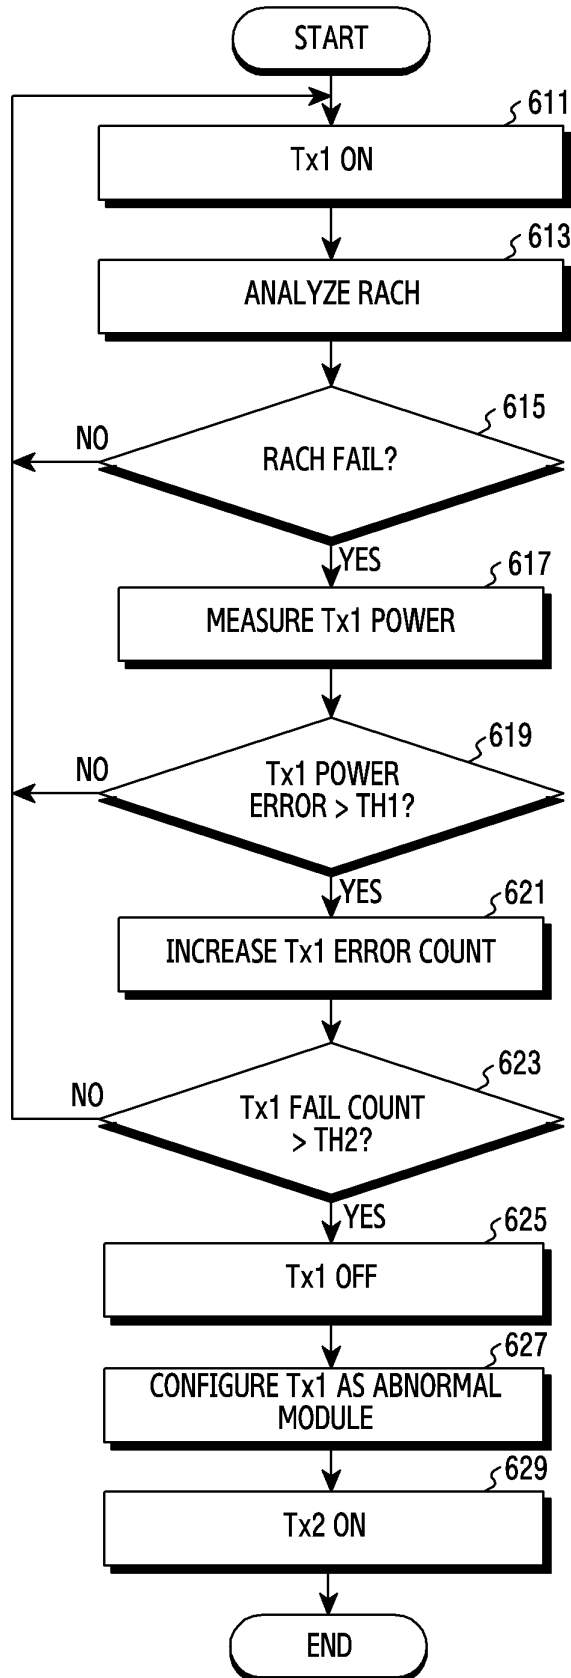 START
611
Tx1 ON
613
ANALYZE RACH
615
RACH FAIL?
NO
YES
617
MEASURE Tx1 POWER
619
Tx1 POWER
ERROR > TH1?
NO
YES
621
INCREASE Tx1 ERROR COUNT
623
Tx1 FAIL COUNT
> TH2?
NO
YES
625
Tx1 OFF
627
CONFIGURE Tx1 AS ABNORMAL
MODULE
629
Tx2 ON
END